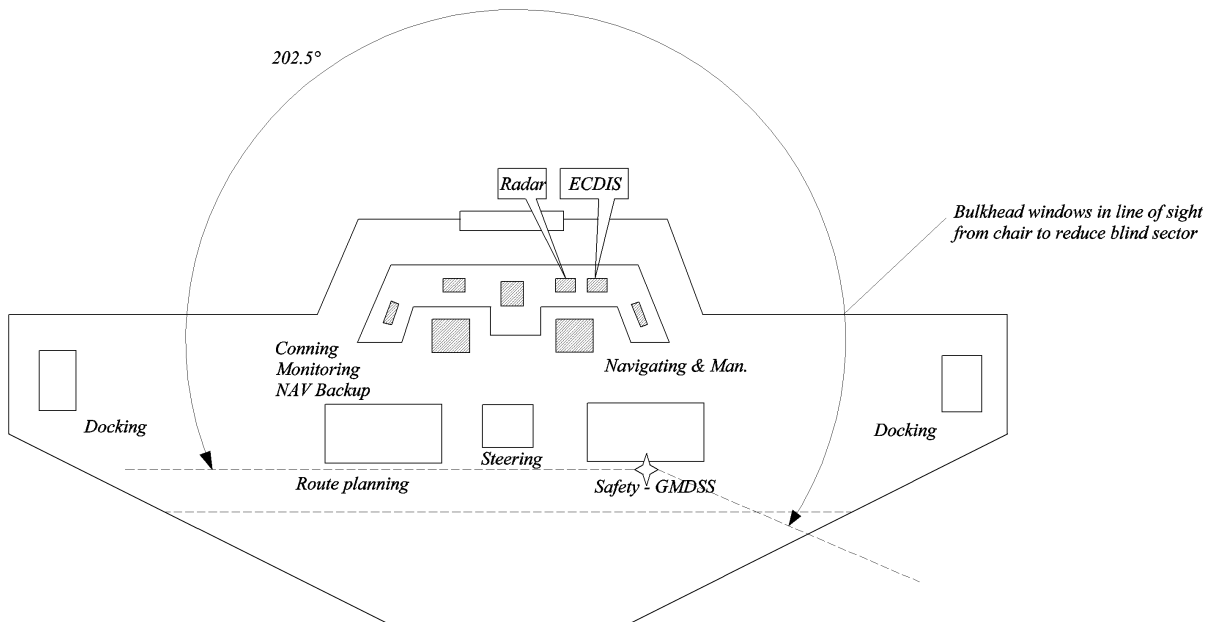 202.5°
Radar
ECDIS
Bulkhead windows in line of sight
from chair to reduce blind sector
Conning
Monitoring
NAV Backup
Navigating & Man.
Docking
Docking
Steering
Route planning
Safety - GMDSS